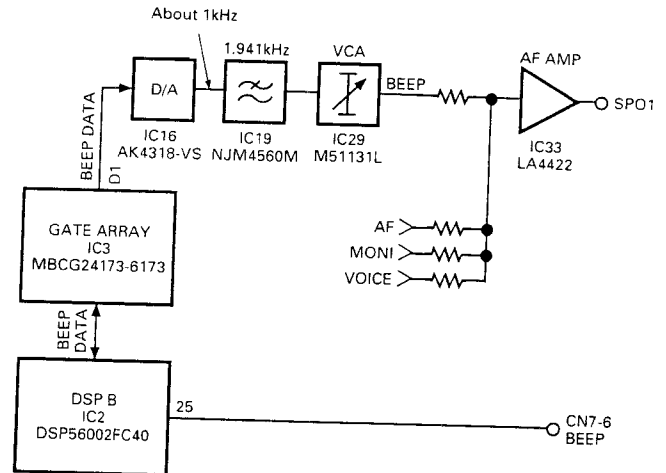 About 1kHz
1.941kHz
VCA
AF AMP
D/A
BEEP
SPO1
IC16
AK4318-VS
IC19
NJM4560M
IC29
M51131L
IC33
LA4422
BEEP DATA
D1
GATE ARRAY
IC3
MBCG24173-6173
AF
MONI
VOICE
BEEP
DATA
DSP B
IC2
DSP56002FC40
25
CN7-6
BEEP